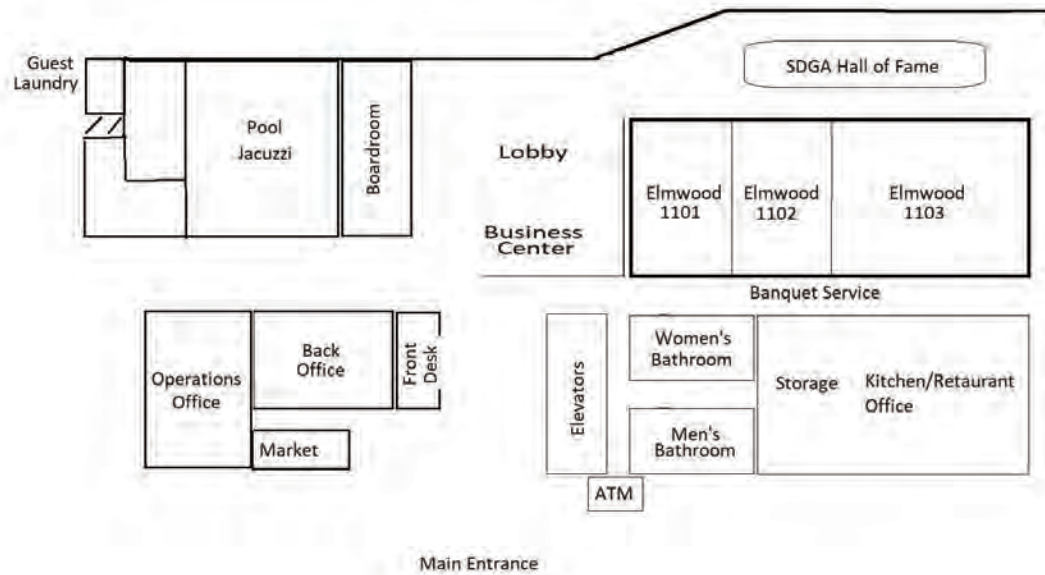 Guest
Laundry
SDGA Hall of Fame
Pool
Jacuzzi
Boardroom
Lobby
Business
Center
Elmwood
1101
Elmwood
1102
Elmwood
1103
Banquet Service
Operations
Office
Back
Office
Front
Desk
Market
Elevators
Women's
Bathroom
Men's
Bathroom
Storage
Kitchen/Retaurant
Office
ATM
Main Entrance